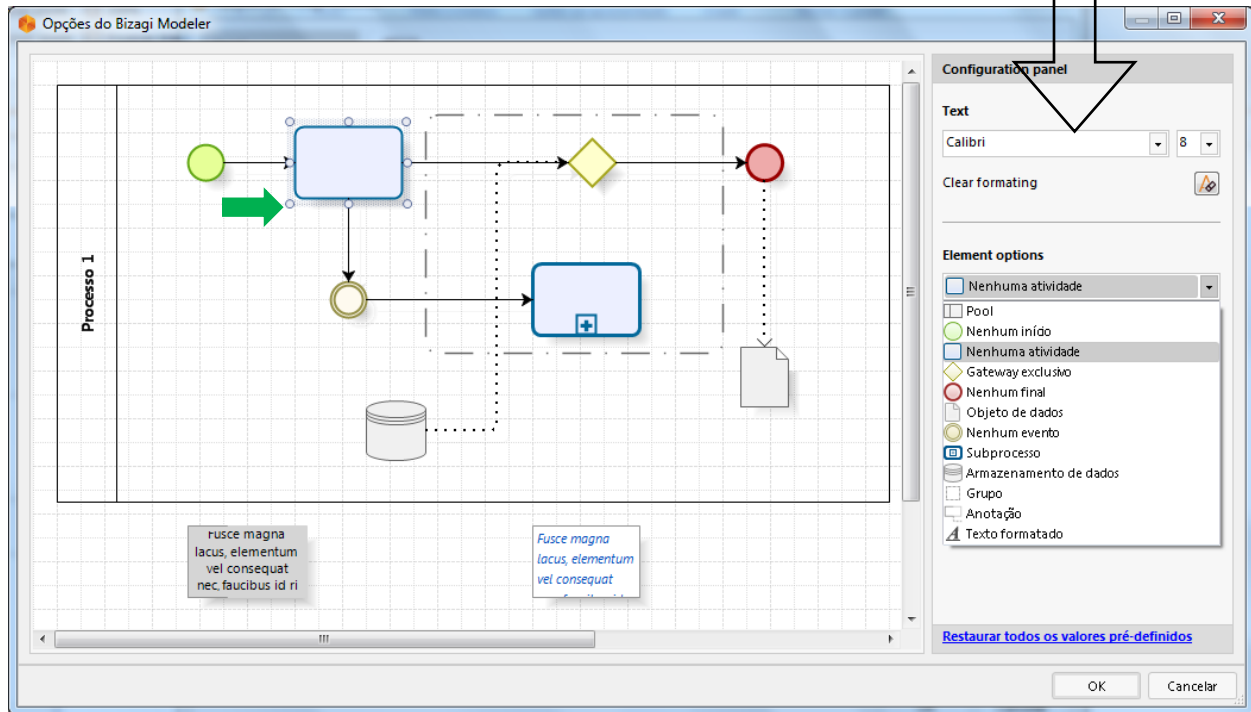 Opções do Bizagi Modeler
Processo 1
Fusce magna
lacus, elementum
vel consequat
nec, faucibus id ri
Fusce magna
lacus, elementum
vel consequat
Configuration panel
Text
Calibri
8
Clear formating
Element options
Nenhuma atividade
Pool
Nenhum início
Nenhuma atividade
Gateway exclusivo
Nenhum final
Objeto de dados
Nenhum evento
Subprocesso
Armazenamento de dados
Grupo
Anotação
Texto formatado
Restaurar todos os valores pré-definidos
OK
Cancelar